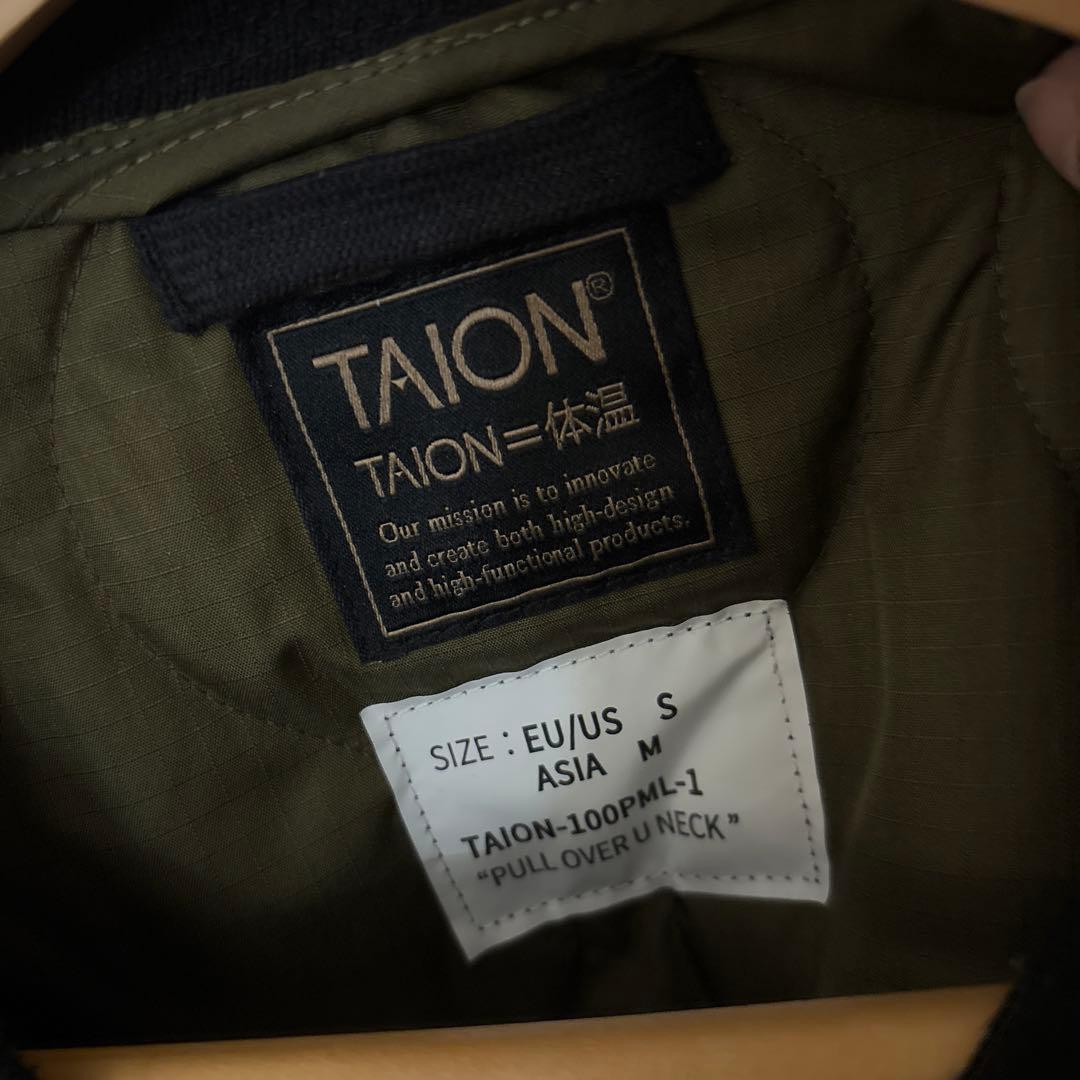 TAION®
TAION=体温
Our mission is to innovate
and create both high-design
and high-functional products.
SIZE : EU/US S
ASIA M
TAION-100PML-1
“PULL OVER U NECK”